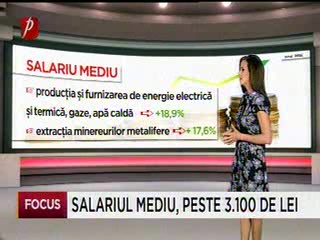 SALARIU MEDIU
producția și furnizarea de energie electrică
și termică, gaze, apă caldă +18,9%
extracția minereurilor metalifere + 17,6%
FOCUS SALARIUL MEDIU, PESTE 3.100 DE LEI